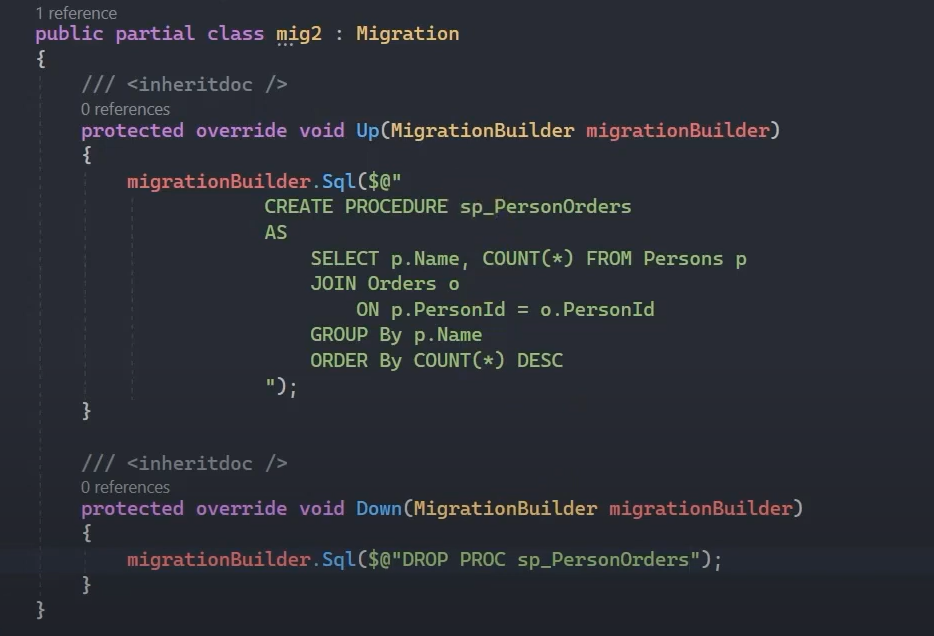 1 reference
public partial class mig2 : Migration
{
/// <inheritdoc />
0 references
protected override void Up(MigrationBuilder migrationBuilder)
{
migrationBuilder.Sql($@"
CREATE PROCEDURE sp_PersonOrders
AS
SELECT p.Name, COUNT(*) FROM Persons p
JOIN Orders o
ON p.PersonId = o.PersonId
GROUP By p.Name
ORDER By COUNT(*) DESC
");
}
/// <inheritdoc />
0 references
protected override void Down(MigrationBuilder migrationBuilder)
{
migrationBuilder.Sql($@"DROP PROC sp_PersonOrders");
}
}